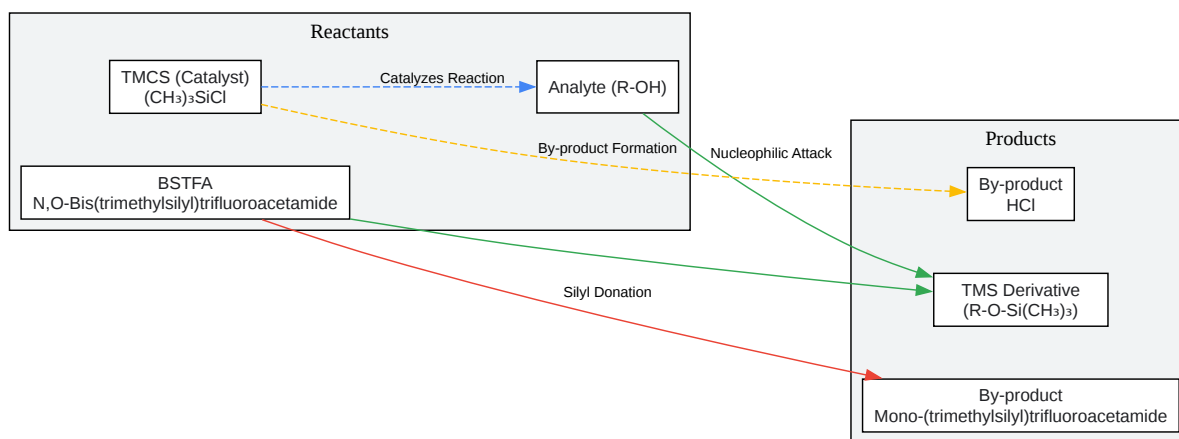 Reactants
TMCS (Catalyst)
(CH₃)₃SiCl
Catalyzes Reaction
Analyte (R-OH)
By-product Formation
Nucleophilic Attack
BSTFA
N,O-Bis(trimethylsilyl)trifluoroacetamide
Silyl Donation
Products
By-product
HCl
TMS Derivative
(R-O-Si(CH₃)₃)
By-product
Mono-(trimethylsilyl)trifluoroacetamide